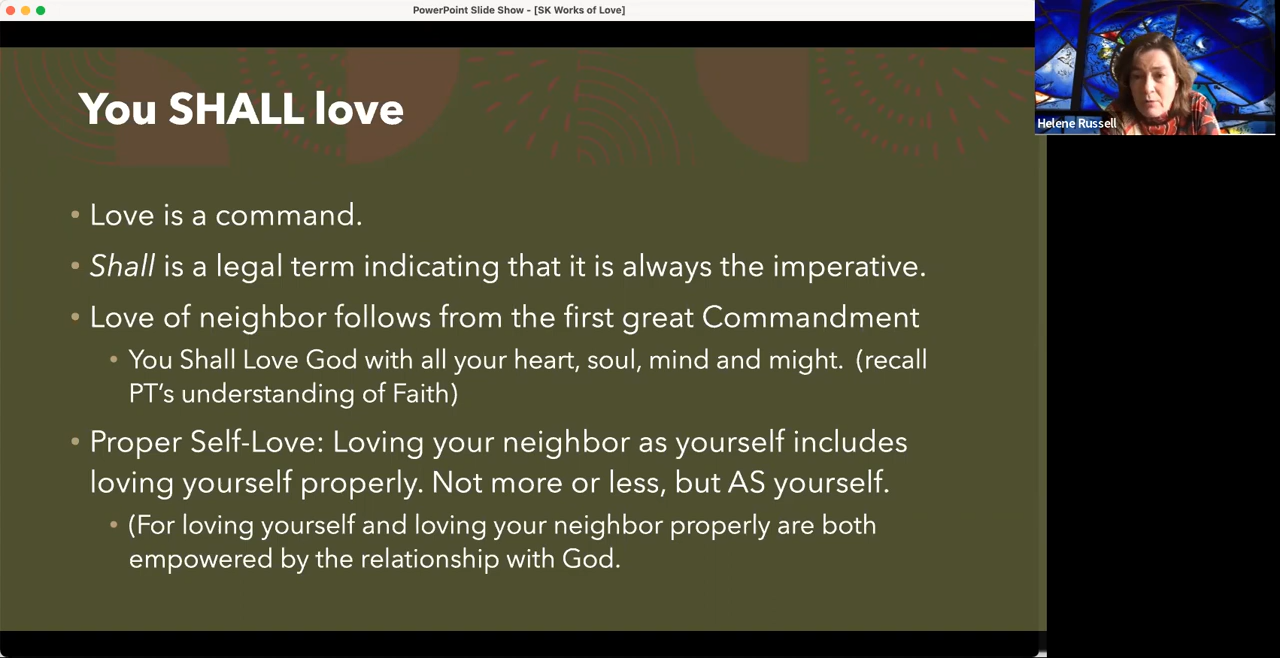 PowerPoint Slide Show - [SK Works of Love]
Helene Russell
You SHALL love
• Love is a command.
• Shall is a legal term indicating that it is always the imperative.
• Love of neighbor follows from the first great Commandment
• You Shall Love God with all your heart, soul, mind and might.  (recall
PT‘s understanding of Faith)
• Proper Self-Love: Loving your neighbor as yourself includes
loving yourself properly. Not more or less, but AS yourself.
• (For loving yourself and loving your neighbor properly are both
empowered by the relationship with God.